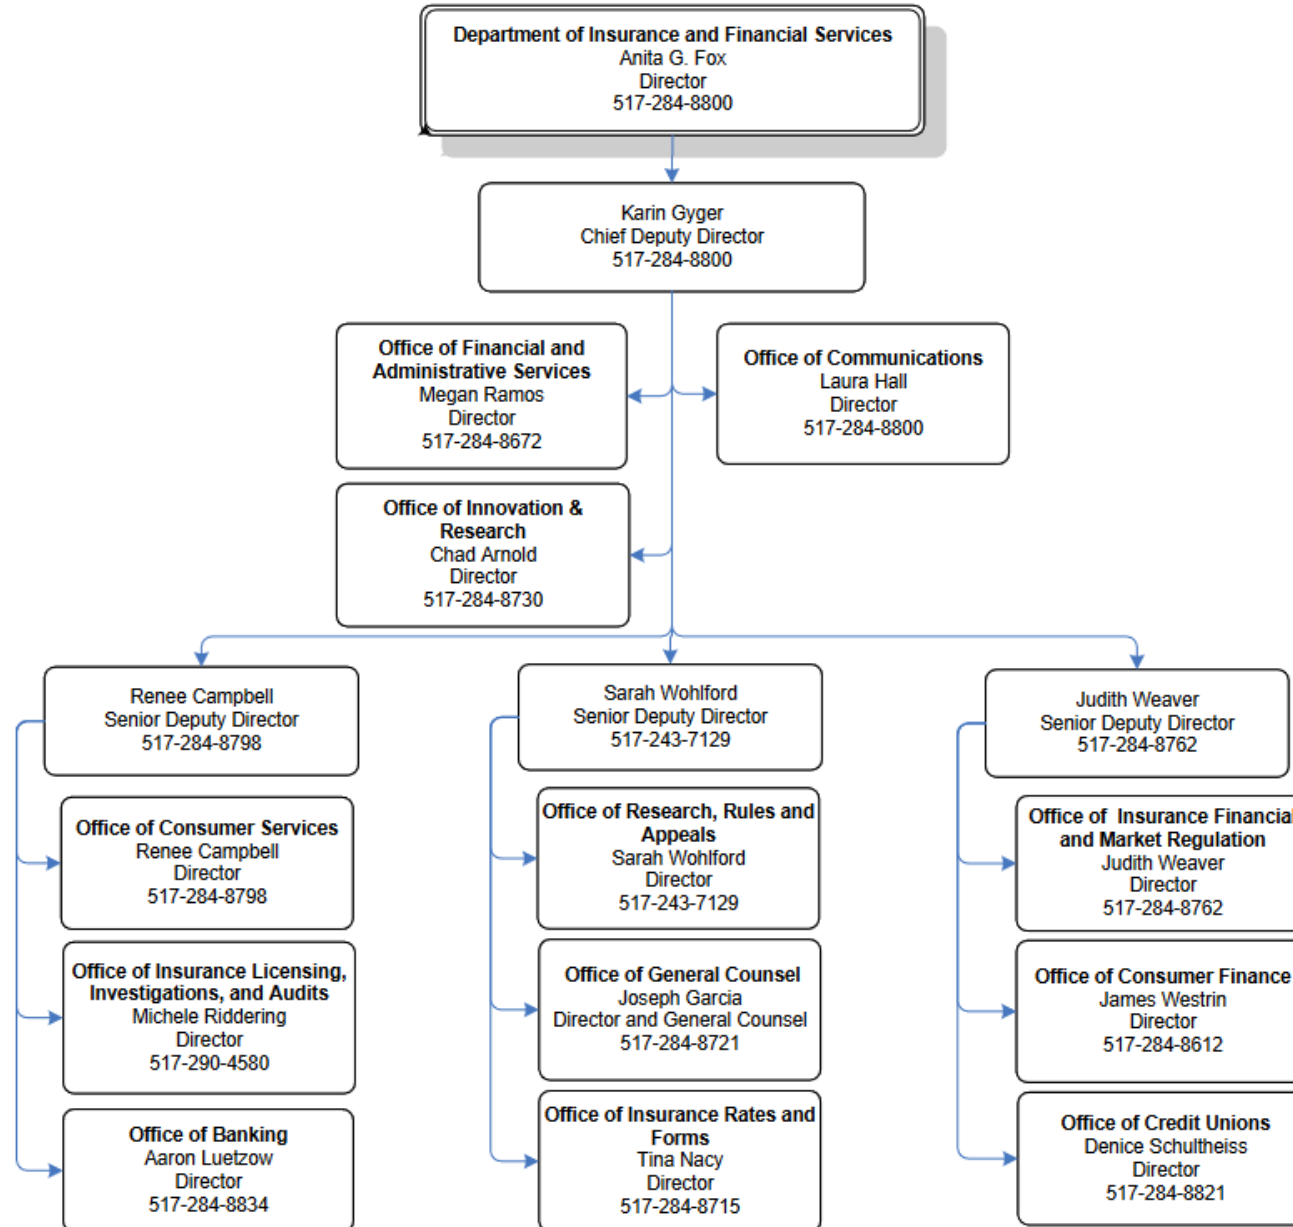 Department of Insurance and Financial Services
Anita G. Fox
Director
517-284-8800
Karin Gyger
Chief Deputy Director
517-284-8800
Office of Financial and
Administrative Services
Megan Ramos
Director
517-284-8672
Office of Communications
Laura Hall
Director
517-284-8800
Office of Innovation &
Research
Chad Arnold
Director
517-284-8730
Renee Campbell
Senior Deputy Director
517-284-8798
Office of Consumer Services
Renee Campbell
Director
517-284-8798
Office of Insurance Licensing,
Investigations, and Audits
Michele Riddering
Director
517-290-4580
Office of Banking
Aaron Luetzow
Director
517-284-8834
Sarah Wohlford
Senior Deputy Director
517-243-7129
Office of Research, Rules and
Appeals
Sarah Wohlford
Director
517-243-7129
Office of General Counsel
Joseph Garcia
Director and General Counsel
517-284-8721
Office of Insurance Rates and
Forms
Tina Nacy
Director
517-284-8715
Judith Weaver
Senior Deputy Director
517-284-8762
Office of  Insurance Financial
and Market Regulation
Judith Weaver
Director
517-284-8762
Office of Consumer Finance
James Westrin
Director
517-284-8612
Office of Credit Unions
Denice Schultheiss
Director
517-284-8821